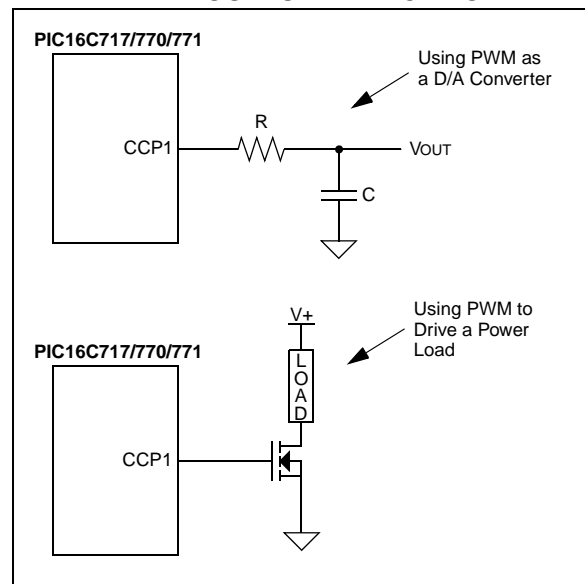 PIC16C717/770/771
Using PWM as
a D/A Converter
R
CCP1
VOUT
C
V+
Using PWM to
Drive a Power
Load
PIC16C717/770/771
LOAD
CCP1